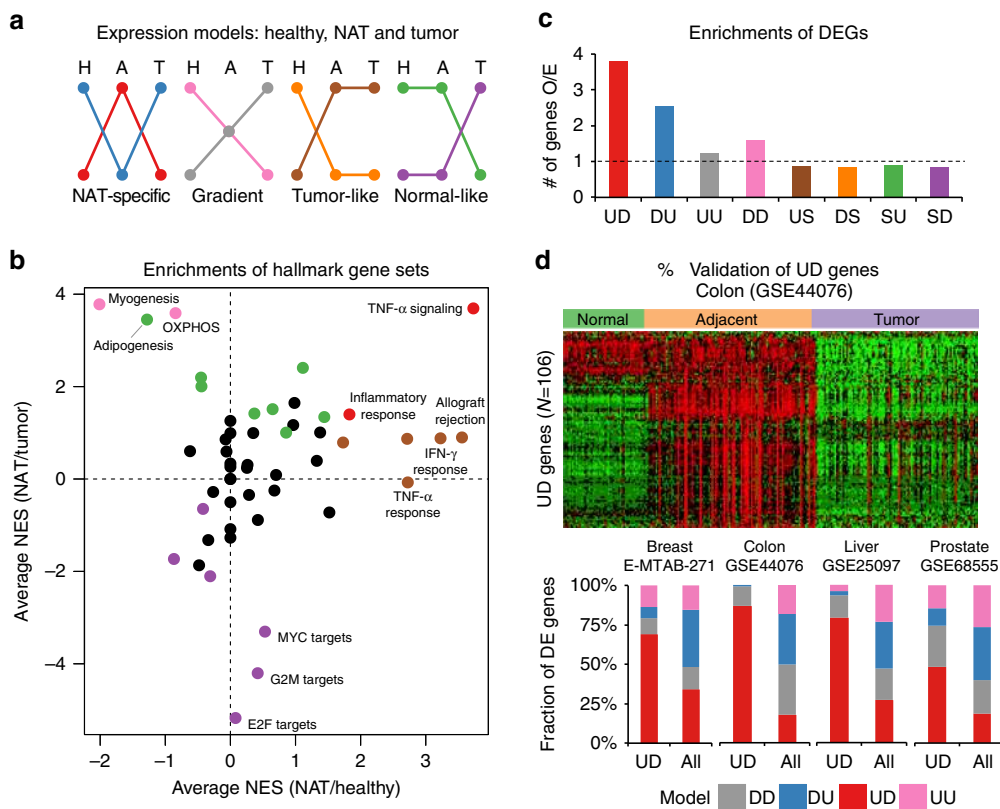 a
Expression models: healthy, NAT and tumor
H A T H A T H A T H A T
NAT-specific Gradient Tumor-like Normal-like
b
Enrichments of hallmark gene sets
Average NES (NAT/tumor)
4
2
0
−2
−4
Myogenesis
OXPHOS
Adipogenesis
TNF-α signaling
Inflammatory
response
Allograft
rejection
IFN-γ
response
TNF-α
response
MYC targets
G2M targets
E2F targets
−2 −1 0 1 2 3
Average NES (NAT/healthy)
c
Enrichments of DEGs
# of genes O/E
4
3
2
1
0
UD DU UU DD US DS SU SD
d
% Validation of UD genes
Colon (GSE44076)
Normal Adjacent Tumor
UD genes (N=106)
Breast
E-MTAB-271
Colon
GSE44076
Liver
GSE25097
Prostate
GSE68555
Fraction of DE genes
100%
75%
50%
25%
0%
UD All UD All UD All UD All
Model DD DU UD UU